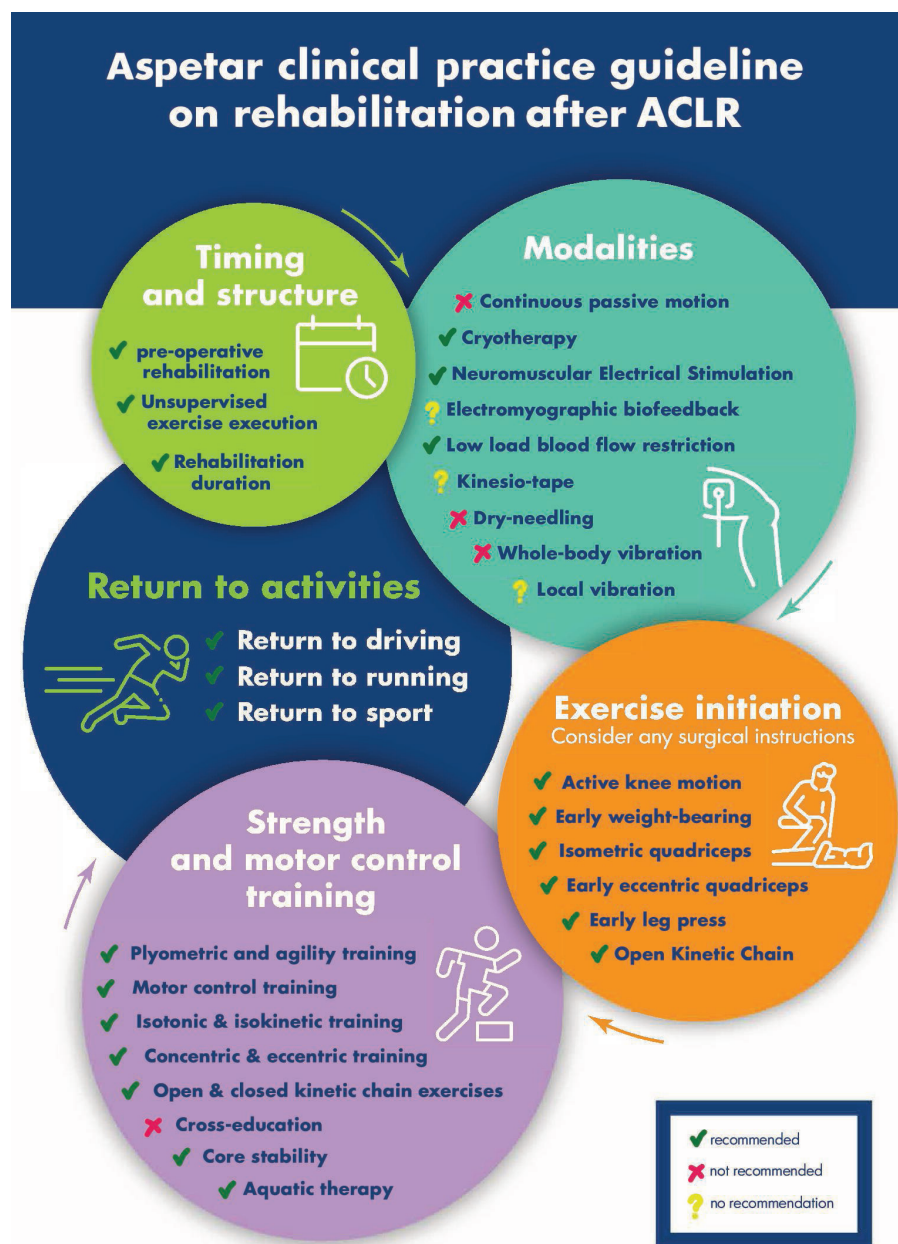 Aspetar clinical practice guideline
on rehabilitation after ACLR
Timing
and structure
pre-operative
rehabilitation
Unsupervised
exercise execution
Rehabilitation
duration
Modalities
Continuous passive motion
Cryotherapy
Neuromuscular Electrical Stimulation
Electromyographic biofeedback
Low load blood flow restriction
Kinesio-tape
Dry-needling
Whole-body vibration
Local vibration
Exercise initiation
Consider any surgical instructions
Active knee motion
Early weight-bearing
Isometric quadriceps
Early eccentric quadriceps
Early leg press
Open Kinetic Chain
Strength
and motor control
training
Plyometric and agility training
Motor control training
Isotonic & isokinetic training
Concentric & eccentric training
Open & closed kinetic chain exercises
Cross-education
Core stability
Aquatic therapy
Return to activities
Return to driving
Return to running
Return to sport
recommended
not recommended
no recommendation